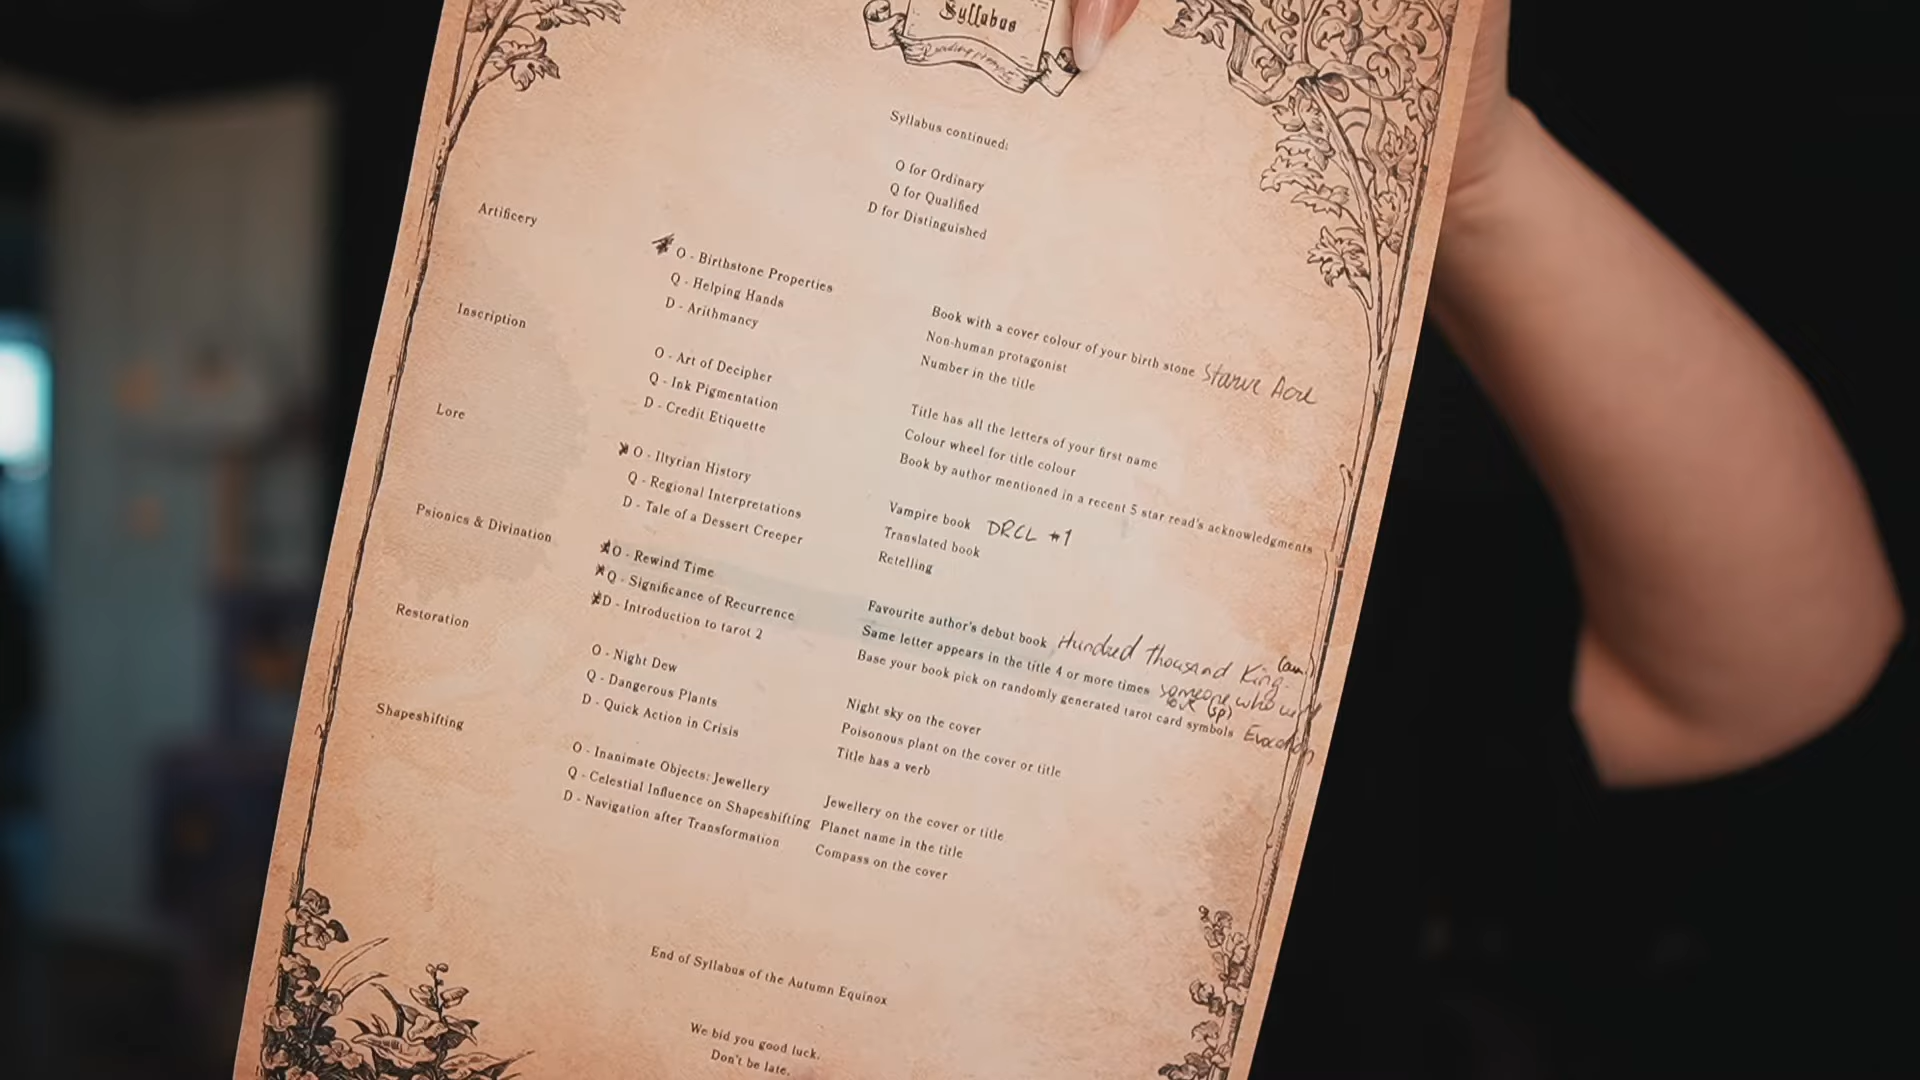 Syllabus
Syllabus continued:
O for Ordinary
Q for Qualified
D for Distinguished
Artificery
O - Birthstone Properties Book with a cover colour of your birth stone Starve Acre
Q - Helping Hands Non-human protagonist
D - Arithmancy Number in the title
Inscription
O - Art of Decipher Title has all the letters of your first name
Q - Ink Pigmentation Colour wheel for title colour
D - Credit Etiquette Book by author mentioned in a recent 5 star read's acknowledgments
Lore
O - Iltyrian History Vampire book DRCL #1
Q - Regional Interpretations Translated book
D - Tale of a Dessert Creeper Retelling
Psionics & Divination
O - Rewind Time Favourite author's debut book Hundred Thousand King.
Q - Significance of Recurrence Same letter appears in the title 4 or more times someone who
D - Introduction to tarot 2 Base your book pick on randomly generated tarot card symbols Evocation
Restoration
O - Night Dew Night sky on the cover
Q - Dangerous Plants Poisonous plant on the cover or title
D - Quick Action in Crisis Title has a verb
Shapeshifting
O - Inanimate Objects: Jewellery Jewellery on the cover or title
Q - Celestial Influence on Shapeshifting Planet name in the title
D - Navigation after Transformation Compass on the cover
End of Syllabus of the Autumn Equinox
We bid you good luck.
Don't be late.